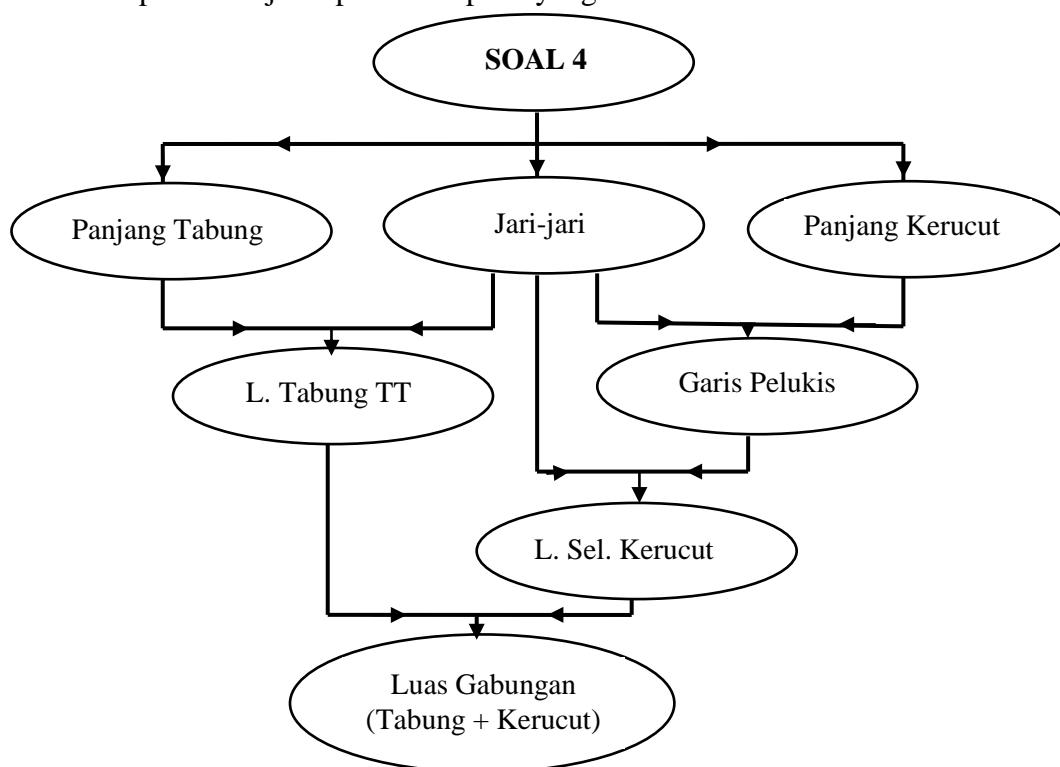 SOAL 4
Panjang Tabung
Jari-jari
Panjang Kerucut
L. Tabung TT
Garis Pelukis
L. Sel. Kerucut
Luas Gabungan
(Tabung + Kerucut)